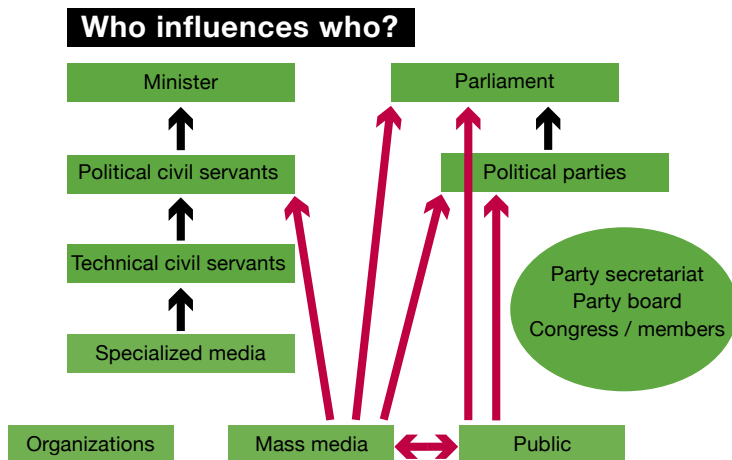 Who influences who?
Minister
Parliament
Political civil servants
Political parties
Technical civil servants
Party secretariat
Party board
Congress / members
Specialized media
Organizations
Mass media
Public